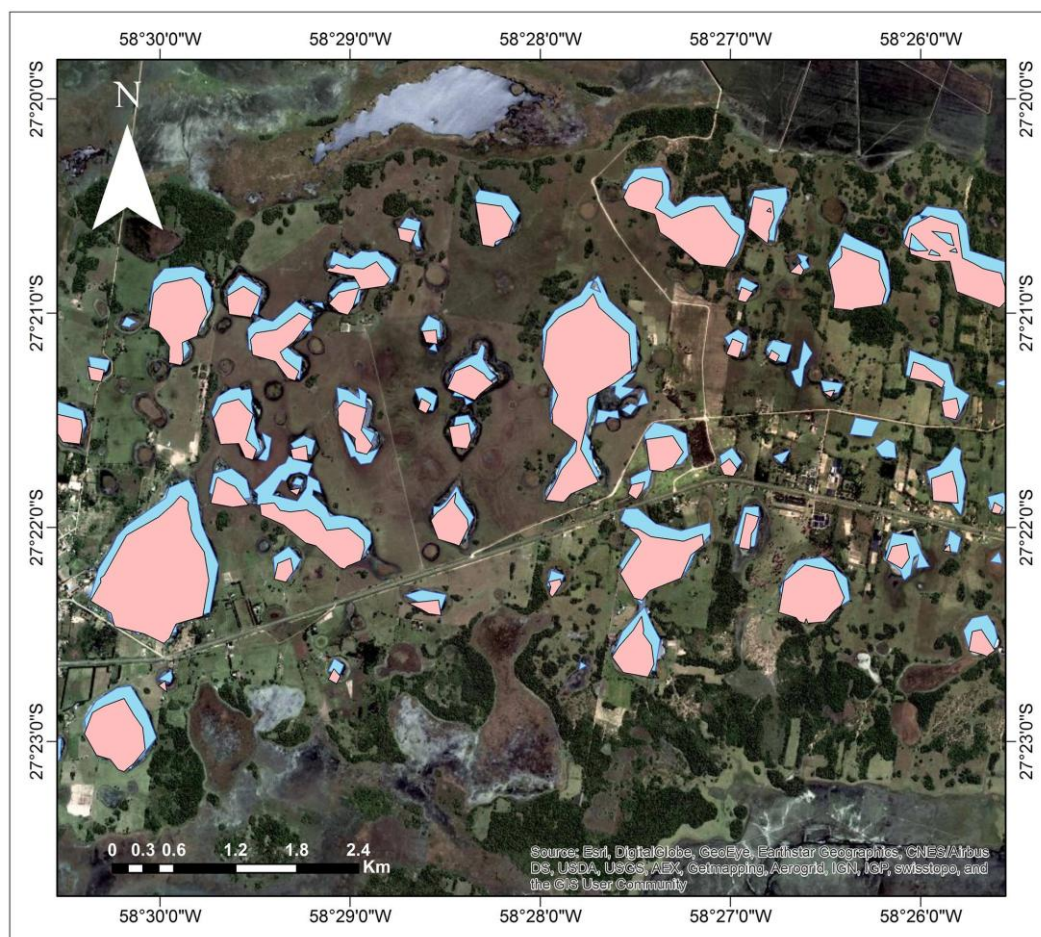 58°30'0"W 58°29'0"W 58°28'0"W 58°27'0"W 58°26'0"W
N
27°20'0"S 27°20'0"S
27°21'0"S 27°21'0"S
27°22'0"S 27°22'0"S
27°23'0"S 27°23'0"S
0 0.3 0.6 1.2 1.8 2.4
Km
Source: Esri, DigitalGlobe, GeoEye, Earthstar Geographics, CNES/Airbus
DS, USDA, USGS, AEX, Getmapping, Aerogrid, IGN, IGP, swisstopo, and
the GIS User Community
58°30'0"W 58°29'0"W 58°28'0"W 58°27'0"W 58°26'0"W